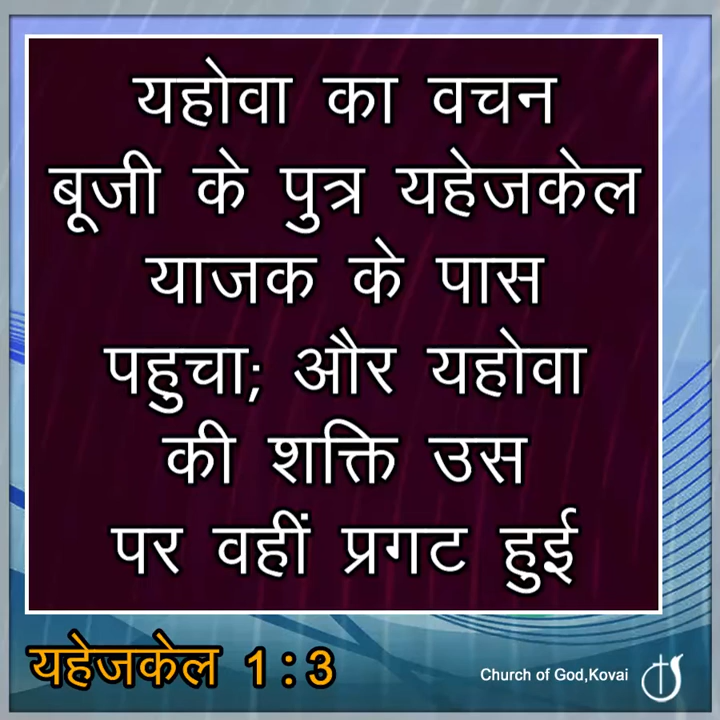 यहोवा का वचन
बूजी के पुत्र यहेजकेल
याजक के पास
पहुचा; और यहोवा
की शक्ति उस
पर वहीं प्रगट हुई
यहेजकेल 1:3
Church of God,Kovai